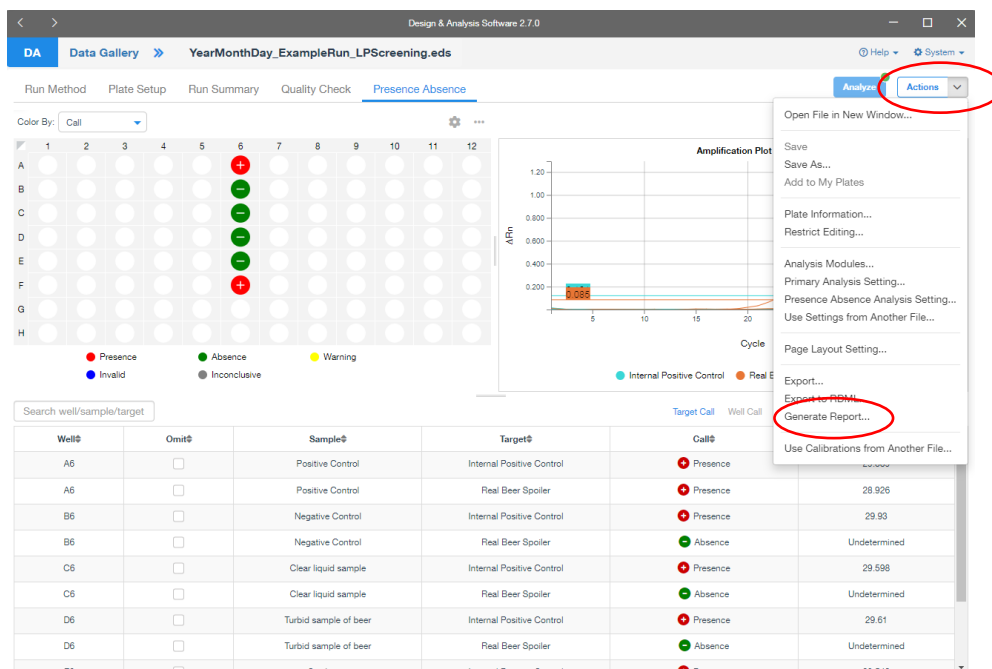 Design & Analysis Software 2.7.0
DA Data Gallery YearMonthDay_ExampleRun_LPScreening.eds Help System
Run Method Plate Setup Run Summary Quality Check Presence Absence Analyze Actions
Color By: Call
1 2 3 4 5 6 7 8 9 10 11 12
A
B
C
D
E
F
G
H
Presence Absence Warning
Invalid Inconclusive
Amplification Plot
ΔRn
1.20
1.00
0.800
0.600
0.400
0.200
0.086
5 10 15 20
Cycle
Internal Positive Control Real
Open File in New Window...
Save
Save As...
Add to My Plates
Plate Information...
Restrict Editing...
Analysis Modules...
Primary Analysis Setting...
Presence Absence Analysis Setting...
Use Settings from Another File...
Page Layout Setting...
Export...
Export to RDML...
Generate Report...
Use Calibrations from Another File...
Search well/sample/target Target Call Well Call
Well Omit Sample Target Call
A6 Positive Control Internal Positive Control Presence
A6 Positive Control Real Beer Spoiler Presence 28.926
B6 Negative Control Internal Positive Control Presence 29.93
B6 Negative Control Real Beer Spoiler Absence Undetermined
C6 Clear liquid sample Internal Positive Control Presence 29.598
C6 Clear liquid sample Real Beer Spoiler Absence Undetermined
D6 Turbid sample of beer Internal Positive Control Presence 29.61
D6 Turbid sample of beer Real Beer Spoiler Absence Undetermined